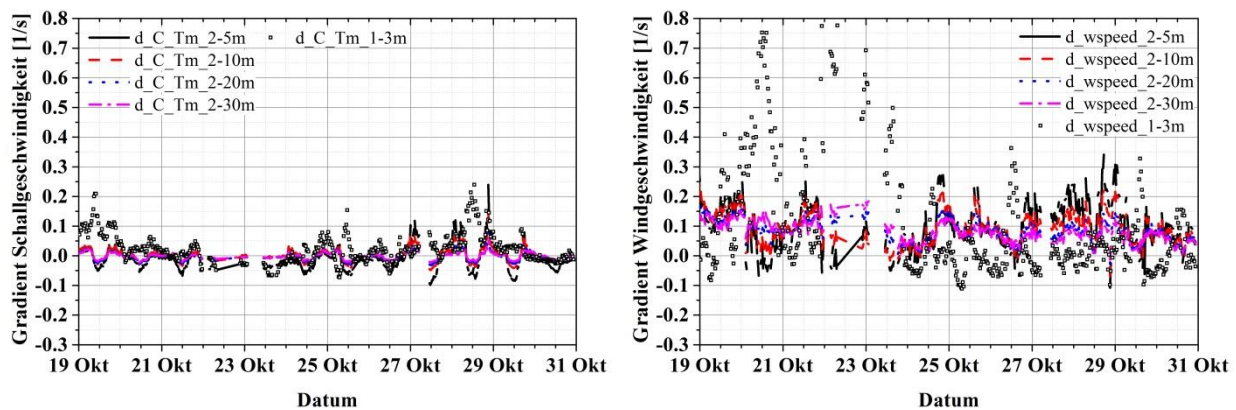 Gradient Schallgeschwindigkeit [1/s]
0.8
0.7
0.6
0.5
0.4
0.3
0.2
0.1
0.0
-0.1
-0.2
-0.3
d_C_Tm_2-5m
d_C_Tm_1-3m
d_C_Tm_2-10m
d_C_Tm_2-20m
d_C_Tm_2-30m
19 Okt 21 Okt 23 Okt 25 Okt 27 Okt 29 Okt 31 Okt
Datum
Gradient Windgeschwindigkeit [1/s]
0.8
0.7
0.6
0.5
0.4
0.3
0.2
0.1
0.0
-0.1
-0.2
-0.3
d_wspeed_2-5m
d_wspeed_2-10m
d_wspeed_2-20m
d_wspeed_2-30m
d_wspeed_1-3m
19 Okt 21 Okt 23 Okt 25 Okt 27 Okt 29 Okt 31 Okt
Datum